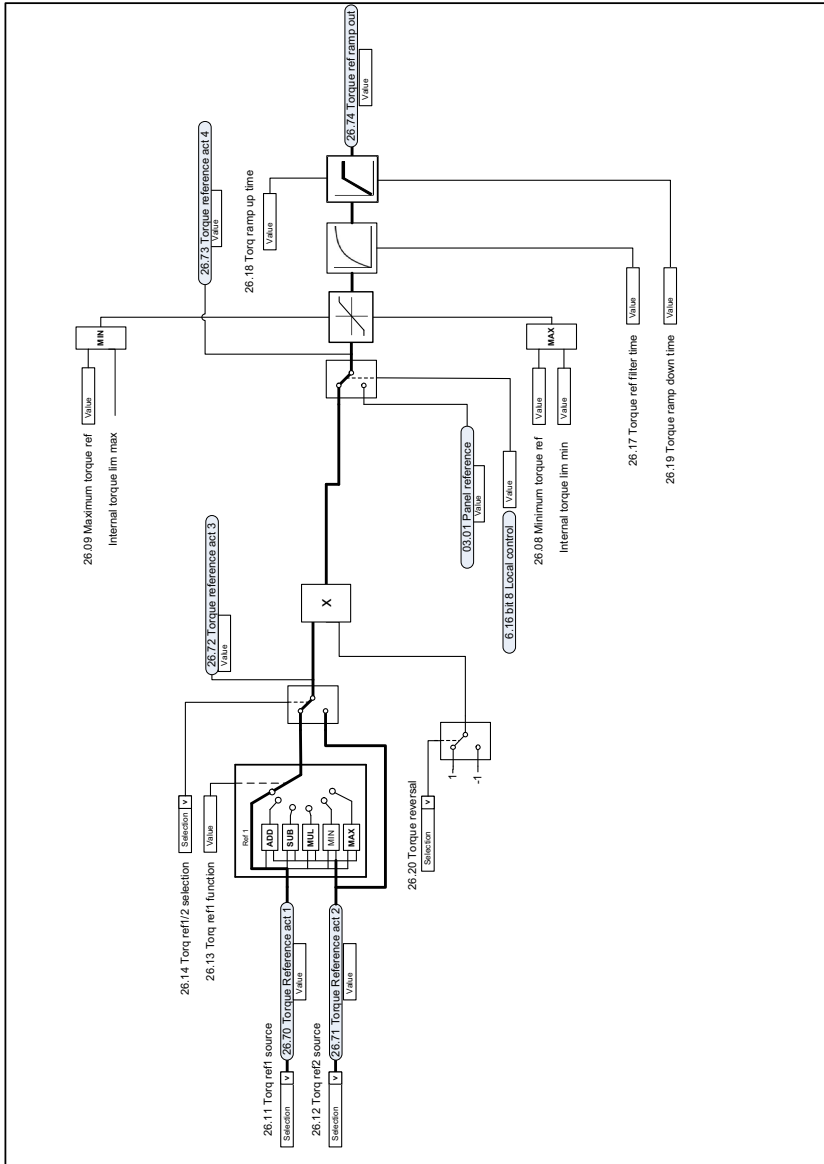 26.11 Torq ref1 source
Selection v
26.70 Torque Reference act 1
Value
26.12 Torq ref2 source
Selection v
26.71 Torque Reference act 2
Value
26.14 Torq ref1/2 selection
Selection v
26.13 Torq ref1 function
Value
Ref 1
ADD
SUB
MUL
MIN
MAX
26.20 Torque reversal
Selection v
1
-1
26.72 Torque reference act 3
Value
X
03.01 Panel reference
Value
6.16 bit 8 Local control
Value
26.09 Maximum torque ref
Value
Internal torque lim max
MIN
26.73 Torque reference act 4
Value
26.08 Minimum torque ref
Value
Internal torque lim min
Value
MAX
26.18 Torq ramp up time
Value
26.17 Torque ref filter time
Value
26.19 Torque ramp down time
Value
26.74 Torque ref ramp out
Value